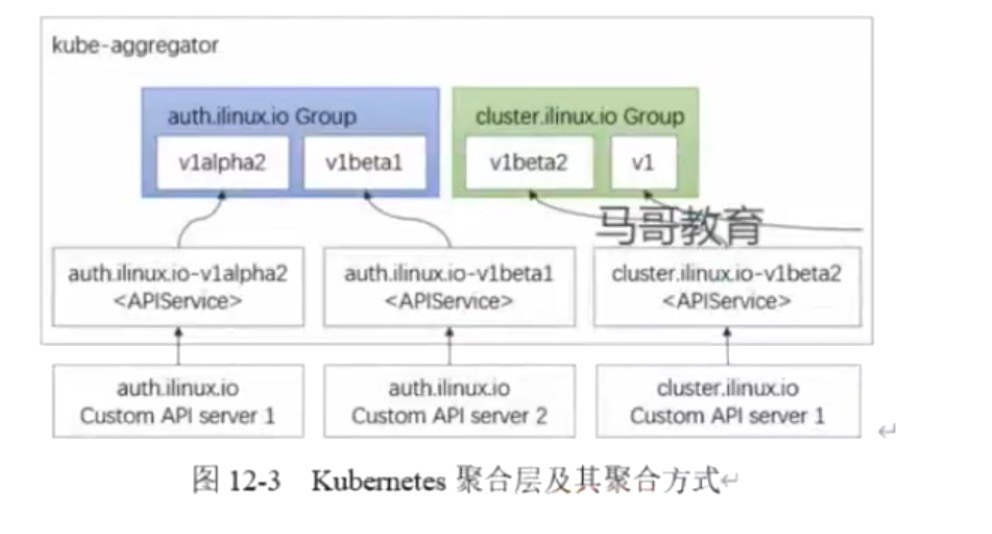 kube-aggregator
auth.ilinux.io Group
v1alpha2
v1beta1
cluster.ilinux.io Group
v1beta2
v1
马哥教育
auth.ilinux.io-v1alpha2
<APIService>
auth.ilinux.io-v1beta1
<APIService>
cluster.ilinux.io-v1beta2
<APIService>
auth.ilinux.io
Custom API server 1
auth.ilinux.io
Custom API server 2
cluster.ilinux.io
Custom API server 1
图 12-3 Kubernetes 聚合层及其聚合方式